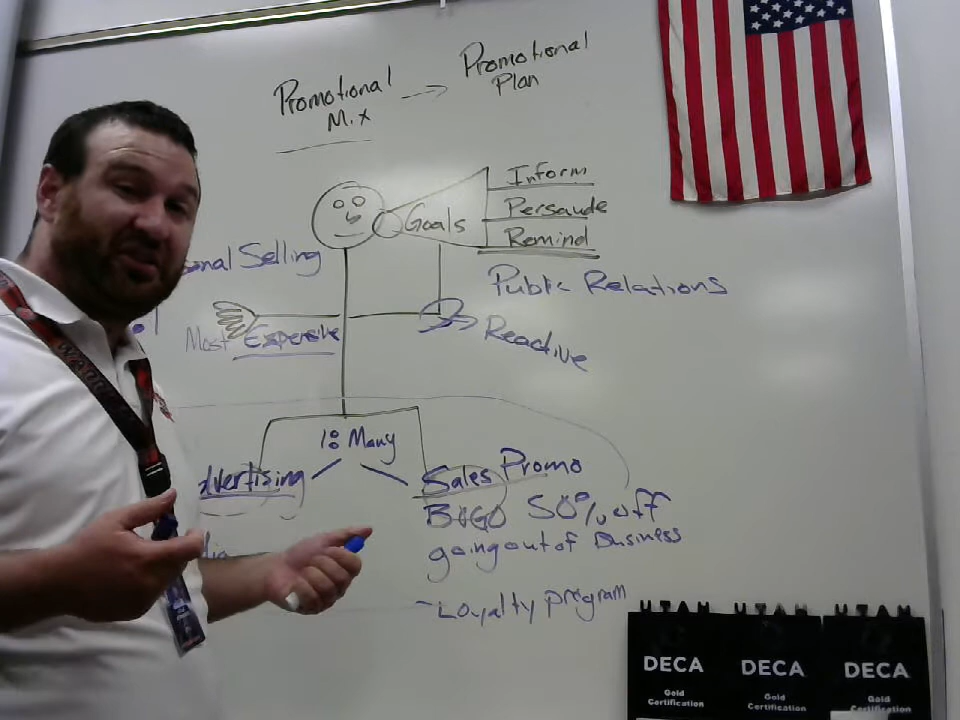 Promotional
Mix
Promotional
Plan
Inform
Goals
Persaude
Remind
onal Selling
Public Relations
Most Expensive
Reactive
1:Many
dvertising
Sales Promo
BOGO 50% off
going out of Business
-Loyalty program
UTAH
DECA
Gold
Certification
UTAH
DECA
Gold
Certification
UTAH
DECA
Gold
Certification